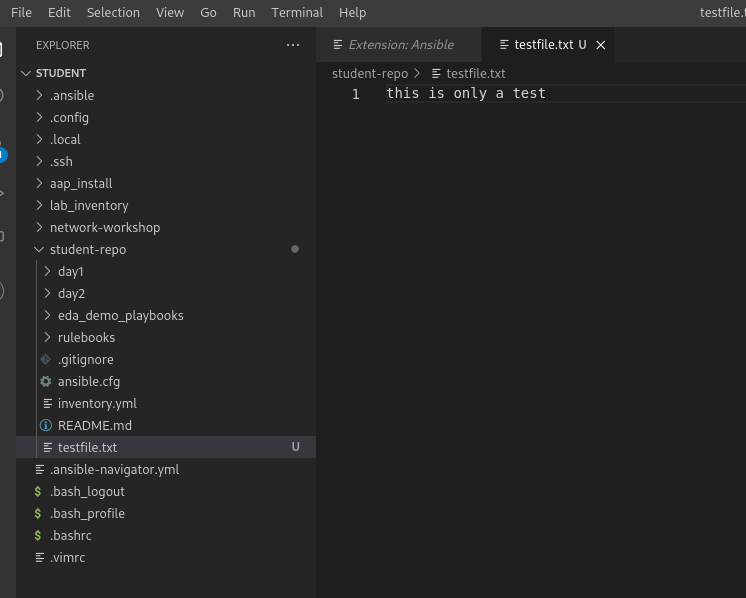 File Edit Selection View Go Run Terminal Help testfile.t
EXPLORER ...
STUDENT
.ansible
.config
.local
.ssh
aap_install
lab_inventory
network-workshop
student-repo
day1
day2
eda_demo_playbooks
rulebooks
.gitignore
ansible.cfg
inventory.yml
README.md
testfile.txt U
.ansible-navigator.yml
$ .bash_logout
$ .bash_profile
$ .bashrc
.vimrc
Extension: Ansible testfile.txt U
student-repo > testfile.txt
1 this is only a test